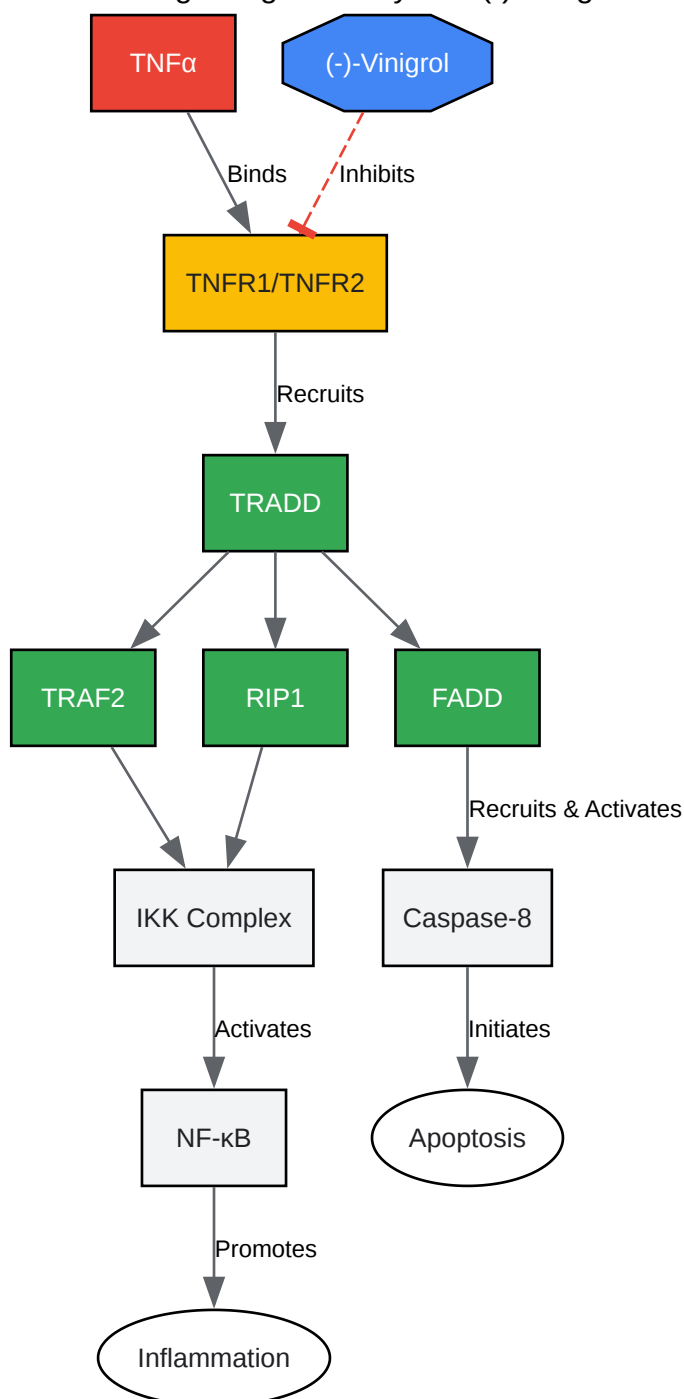 TNFα
(-)-Vinigrol
Binds
Inhibits
TNFR1/TNFR2
Recruits
TRADD
TRAF2
RIP1
FADD
Recruits & Activates
IKK Complex
Caspase-8
Activates
Initiates
NF-κB
Apoptosis
Promotes
Inflammation